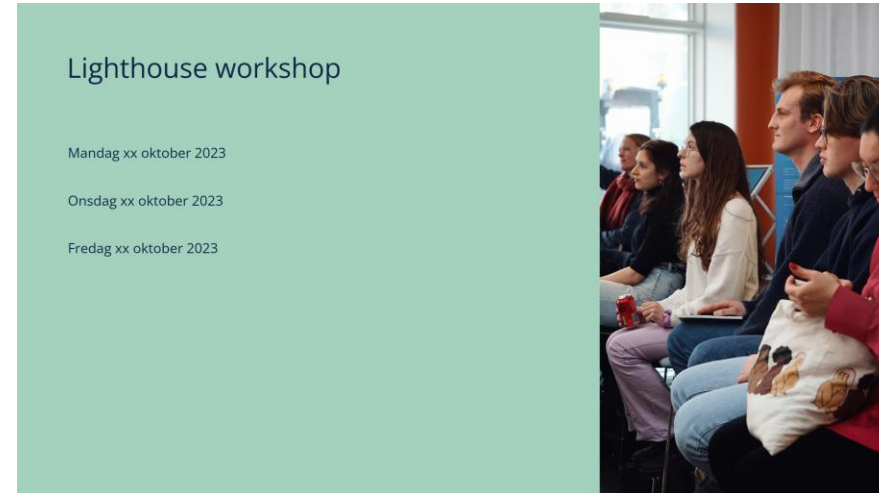 Lighthouse workshop
Mandag xx oktober 2023
Onsdag xx oktober 2023
Fredag xx oktober 2023